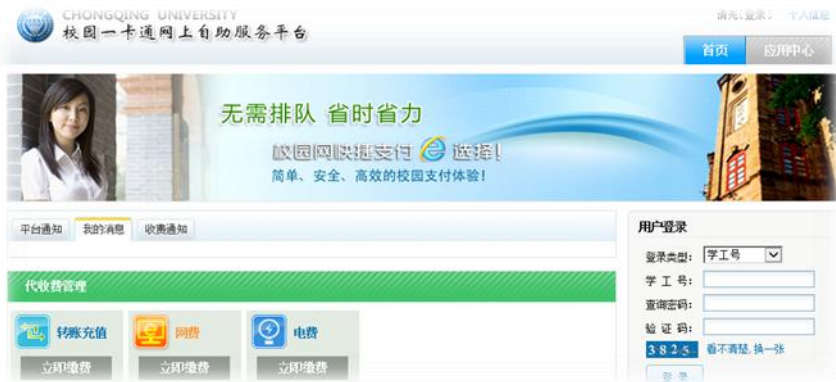 CHONGQING UNIVERSITY
校园一卡通网上自助服务平台
请先[登录]
首页 应用中心
无需排队 省时省力
校园网快捷支付 选择!
简单、安全、高效的校园支付体验!
平台通知 我的消息 收费通知
用户登录
登录类型: 学工号
学 工 号:
查询密码:
验 证 码:
3825 看不清楚,换一张
登 录
代收费管理
转账充值 网费 电费
立即缴费 立即缴费 立即缴费